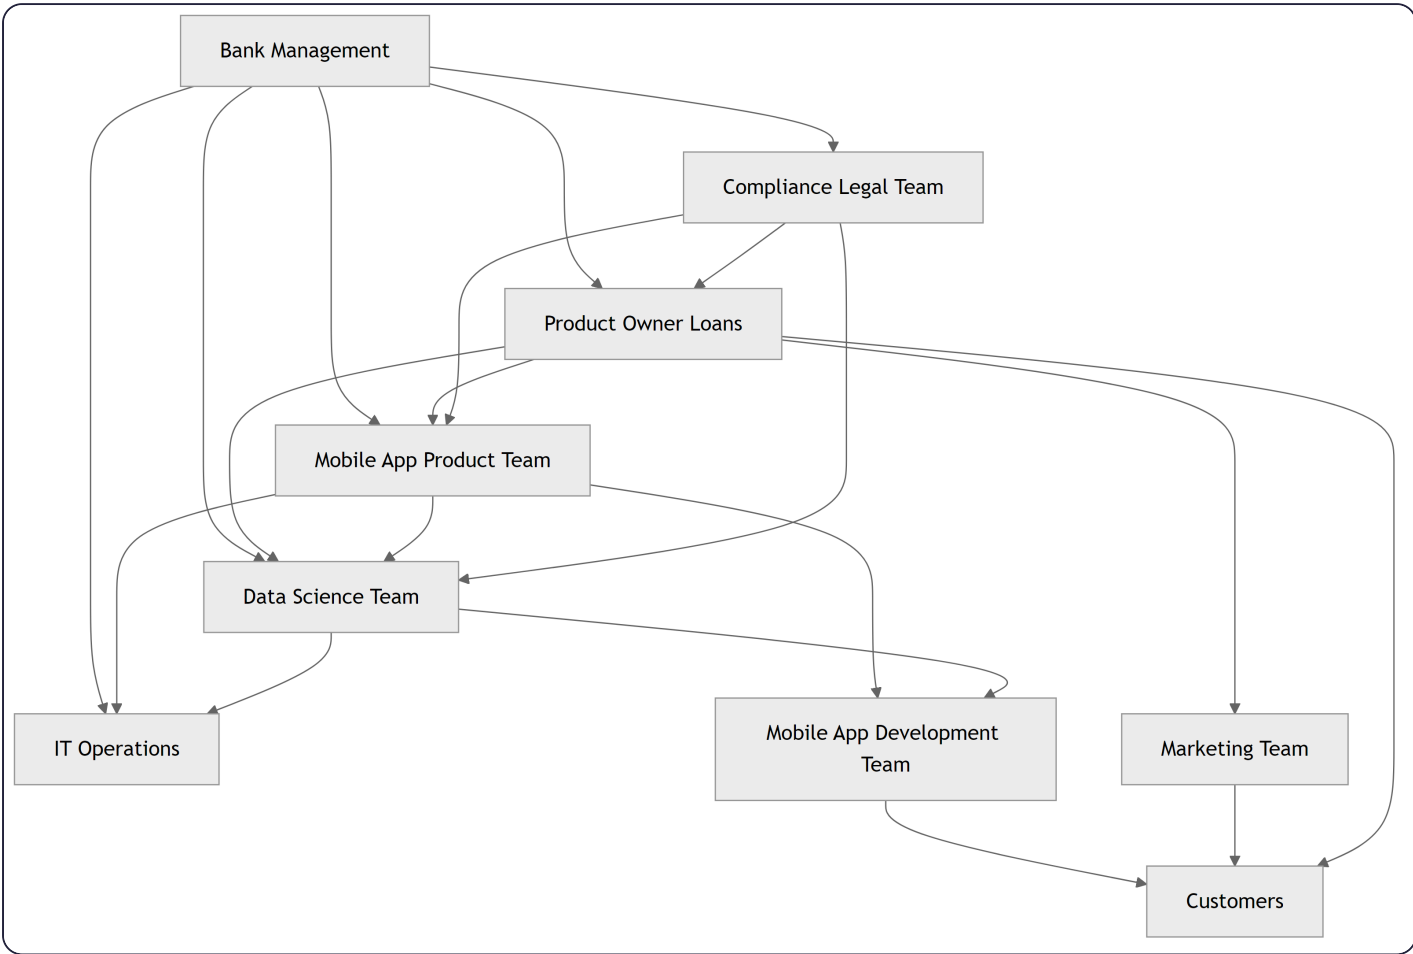 Bank Management
Compliance Legal Team
Product Owner Loans
Mobile App Product Team
Data Science Team
IT Operations
Mobile App Development
Team
Marketing Team
Customers